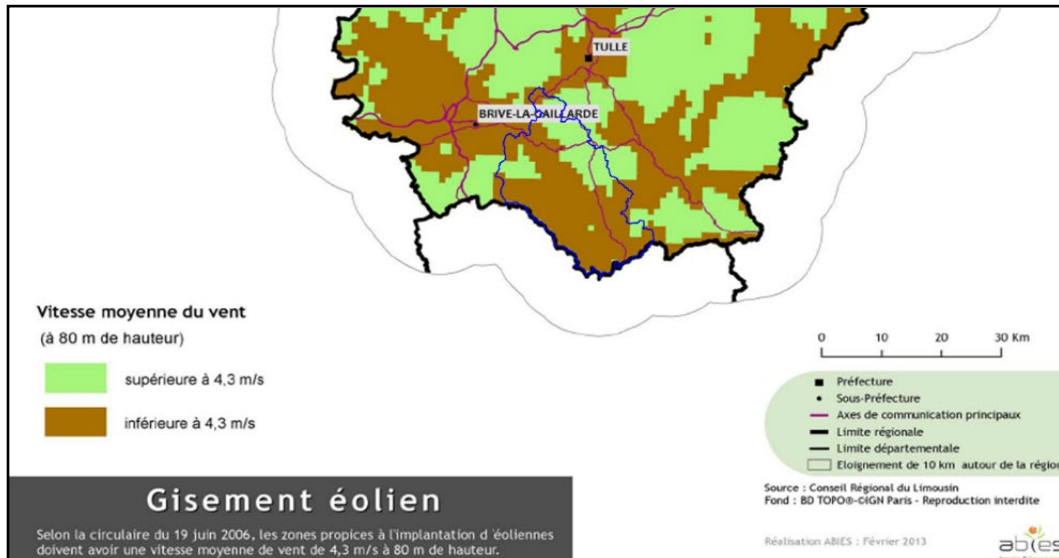 TULLE
BRIVE-LA-GAILLARDE
Vitesse moyenne du vent
(à 80 m de hauteur)
supérieure à 4,3 m/s
inférieure à 4,3 m/s
0 10 20 30 Km
Préfecture
Sous-Préfecture
Axes de communication principaux
Limite régionale
Limite départementale
Eloignement de 10 km autour de la régio
Gisement éolien
Selon la circulaire du 19 juin 2006, les zones propices à l'implantation d 'éoliennes
doivent avoir une vitesse moyenne de vent de 4,3 m/s à 80 m de hauteur.
Source : Conseil Régional du Limousin
Fond : BD TOPO®-©IGN Paris - Reproduction interdite
Réalisation ABIES : Février 2013
abies